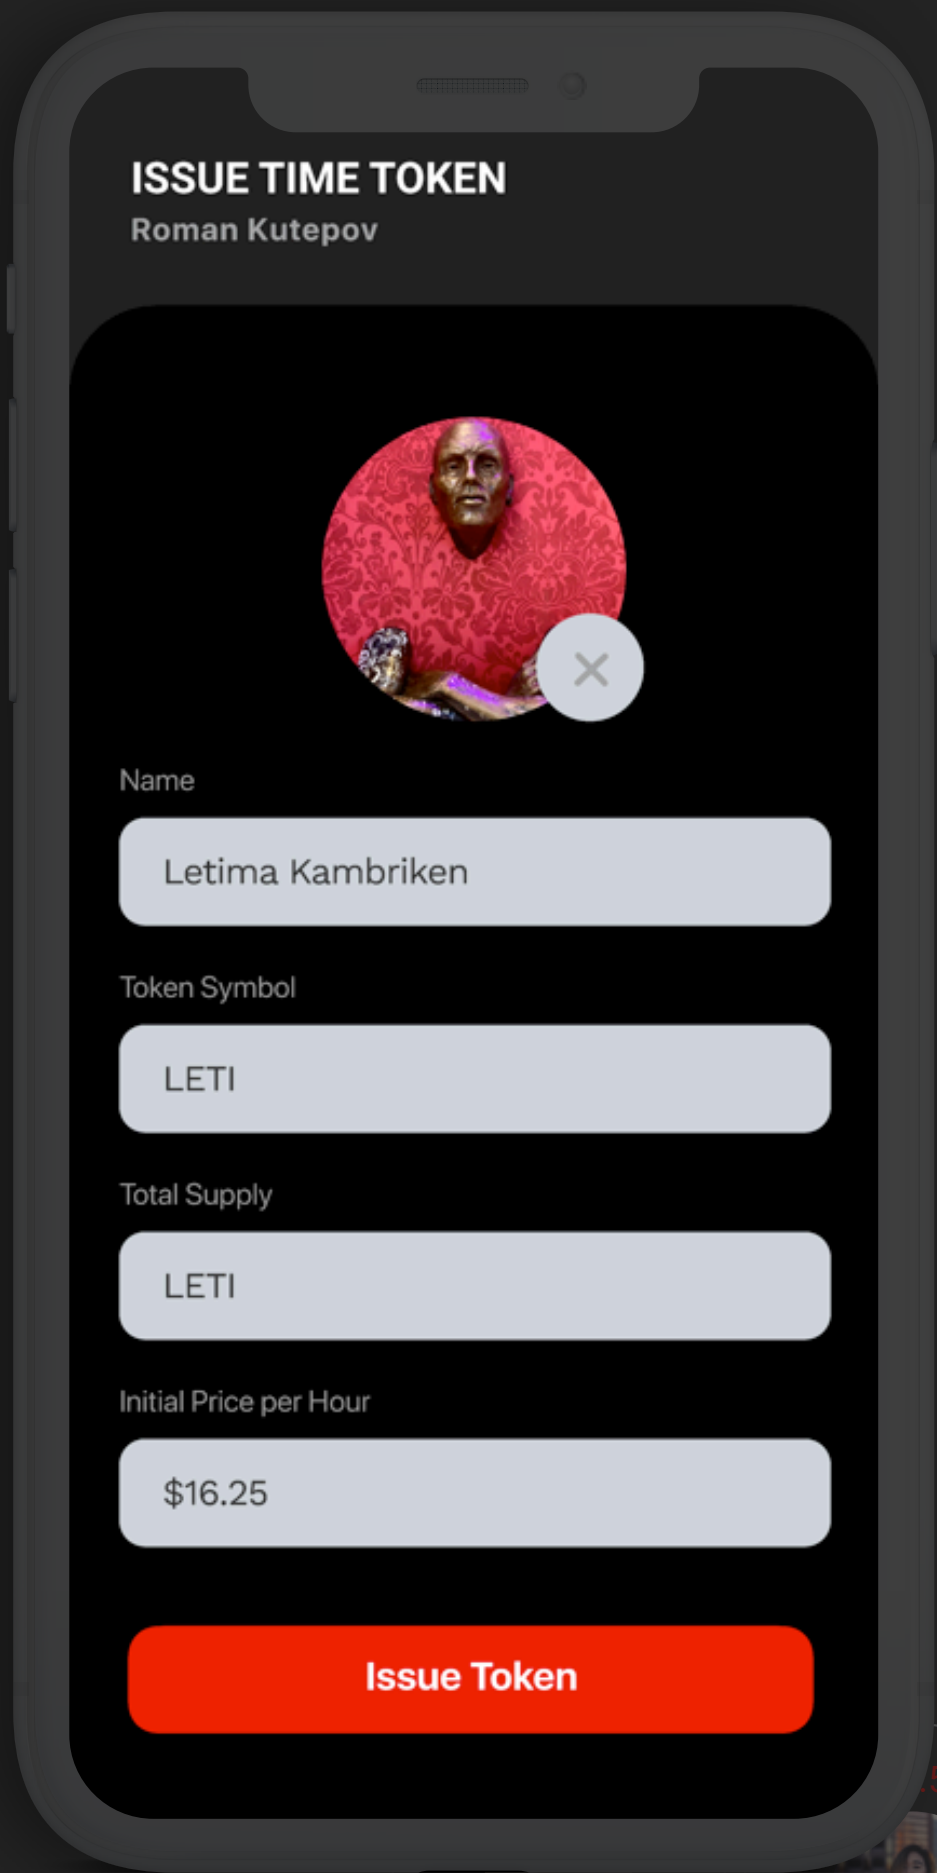 ISSUE TIME TOKEN
Roman Kutepov
Name
Letima Kambriken
Token Symbol
LETI
Total Supply
LETI
Initial Price per Hour
$16.25
Issue Token